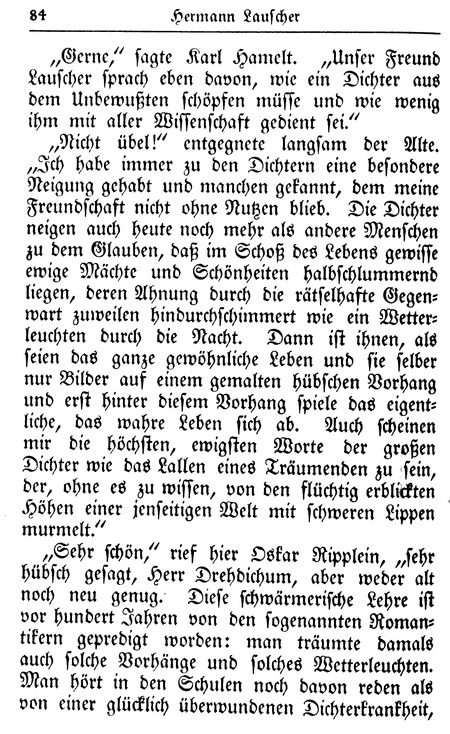 84 Hermann Lauscher
„Gerne,“ sagte Karl Hamelt. „Unser Freund
Lauscher sprach eben davon, wie ein Dichter aus
dem Unbewußten schöpfen müsse und wie wenig
ihm mit aller Wissenschaft gedient sei.“
„Nicht übel!“ entgegnete langsam der Alte.
„Ich habe immer zu den Dichtern eine besondere
Neigung gehabt und manchen gekannt, dem meine
Freundschaft nicht ohne Nutzen blieb. Die Dichter
neigen auch heute noch mehr als andere Menschen
zu dem Glauben, daß im Schoß des Lebens gewisse
ewige Mächte und Schönheiten halbschlummernd
liegen, deren Ahnung durch die rätselhafte Gegen-
wart zuweilen hindurchschimmert wie ein Wetter-
leuchten durch die Nacht. Dann ist ihnen, als
seien das ganze gewöhnliche Leben und sie selber
nur Bilder auf einem gemalten hübschen Vorhang
und erst hinter diesem Vorhang spiele das eigent-
liche, das wahre Leben sich ab. Auch scheinen
mir die höchsten, ewigsten Worte der großen
Dichter wie das Lallen eines Träumenden zu sein,
der, ohne es zu wissen, von den flüchtig erblickten
Höhen einer jenseitigen Welt mit schweren Lippen
murmelt.“
„Sehr schön,“ rief hier Oskar Ripplein, „sehr
hübsch gesagt, Herr Drehdichum, aber weder alt
noch neu genug. Diese schwärmerische Lehre ist
vor hundert Jahren von den sogenannten Roman-
tikern gepredigt worden: man träumte damals
auch solche Vorhänge und solches Wetterleuchten.
Man hört in den Schulen noch davon reden als
von einer glücklich überwundenen Dichterkrankheit,